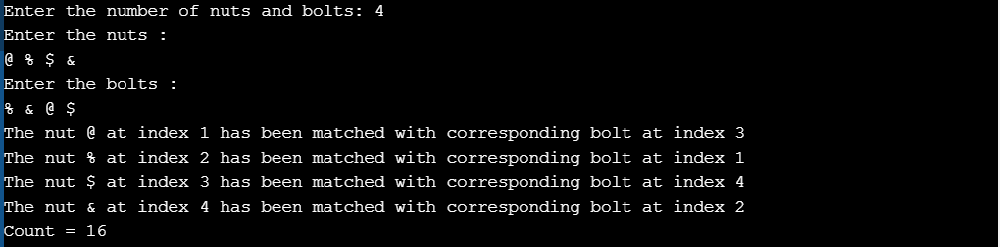 Enter the number of nuts and bolts: 4
Enter the nuts :
@ % $ &
Enter the bolts :
% & @ $
The nut @ at index 1 has been matched with corresponding bolt at index 3
The nut % at index 2 has been matched with corresponding bolt at index 1
The nut $ at index 3 has been matched with corresponding bolt at index 4
The nut & at index 4 has been matched with corresponding bolt at index 2
Count = 16